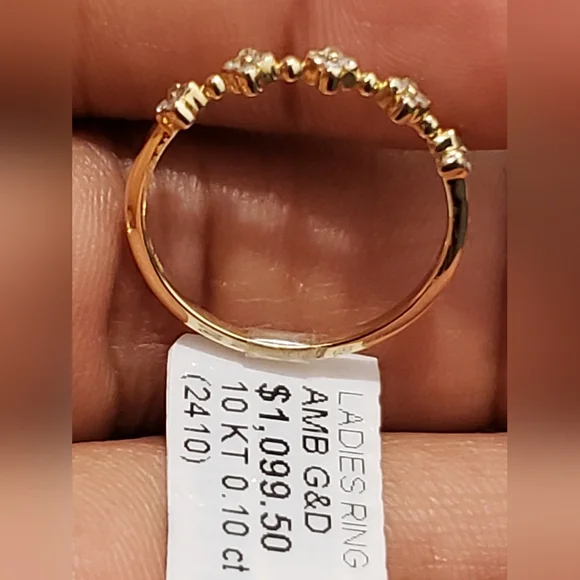 LADIES RING
AMB G&D
$1,099.50
10 KT 0.10 ct
(2410)